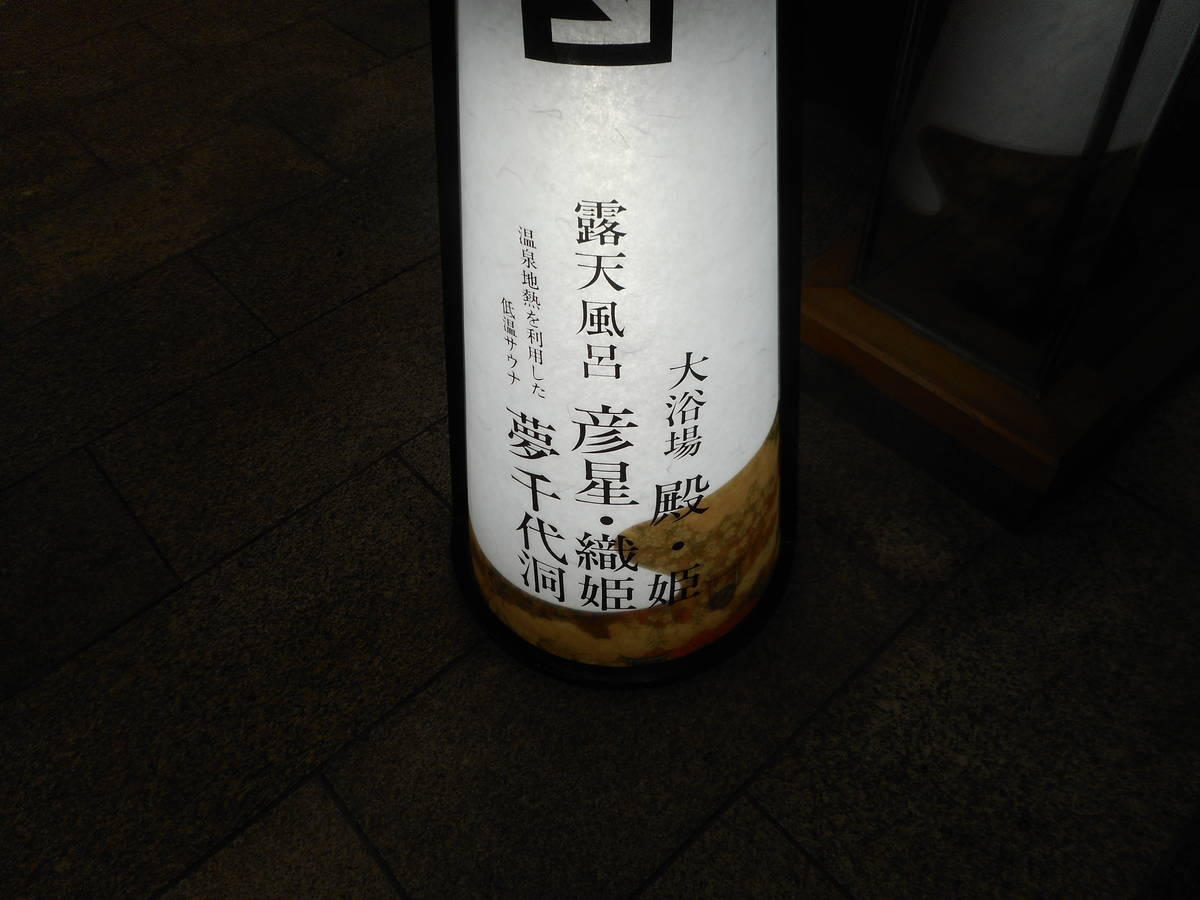 大浴場 殿・姫
露天風呂 彦星・織姫
温泉地熱を利用した
低温サウナ
夢千代洞